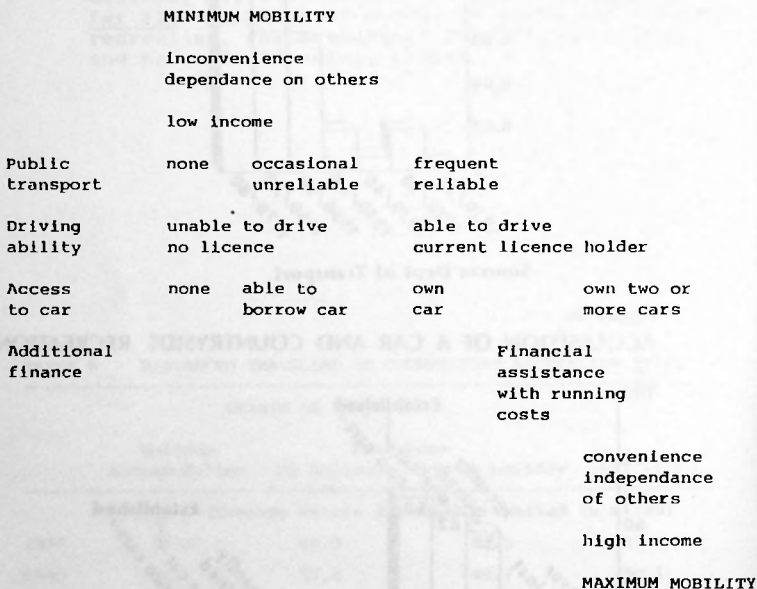 MINIMUM MOBILITY
inconvenience
dependance on others
low income
Public none occasional frequent
transport unreliable reliable
Driving unable to drive able to drive
ability no licence current licence holder
Access none able to own own two or
to car borrow car car more cars
Additional Financial
finance assistance
with running
costs
convenience
independance
of others
high income
MAXIMUM MOBILITY